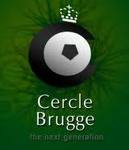 Cercle
Brugge
the next generation